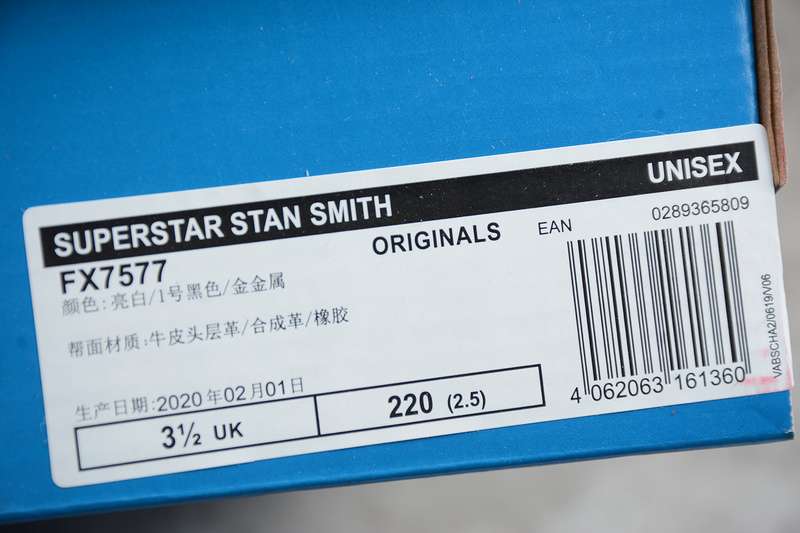 SUPERSTAR STAN SMITH
UNISEX
FX7577
ORIGINALS
EAN
0289365809
颜色:亮白/1号黑色/金金属
帮面材质:牛皮头层革/合成革/橡胶
生产日期:2020年02月01日
3½ UK
220 (2.5)
4 062063 161360
VABSCHA2/0619/V06